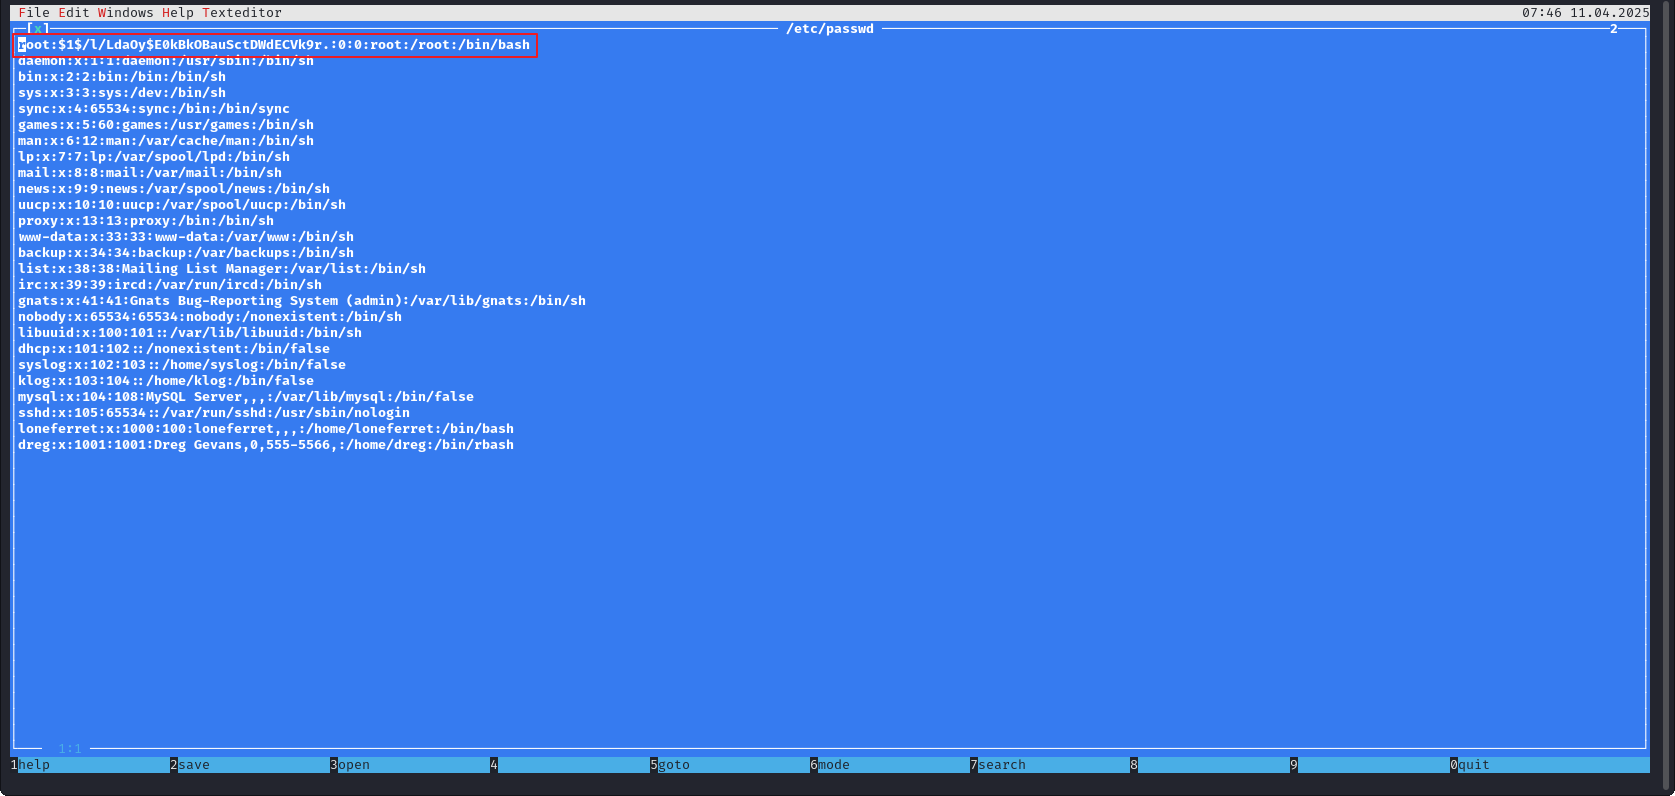 File Edit Windows Help Texteditor 07:46 11.04.2025
[x] /etc/passwd 2
root:$1$/l/LdaOy$E0kBkOBauSctDWdECVk9r.:0:0:root:/root:/bin/bash
daemon:x:1:1:daemon:/usr/sbin:/bin/sh
bin:x:2:2:bin:/bin:/bin/sh
sys:x:3:3:sys:/dev:/bin/sh
sync:x:4:65534:sync:/bin:/bin/sync
games:x:5:60:games:/usr/games:/bin/sh
man:x:6:12:man:/var/cache/man:/bin/sh
lp:x:7:7:lp:/var/spool/lpd:/bin/sh
mail:x:8:8:mail:/var/mail:/bin/sh
news:x:9:9:news:/var/spool/news:/bin/sh
uucp:x:10:10:uucp:/var/spool/uucp:/bin/sh
proxy:x:13:13:proxy:/bin:/bin/sh
www-data:x:33:33:www-data:/var/www:/bin/sh
backup:x:34:34:backup:/var/backups:/bin/sh
list:x:38:38:Mailing List Manager:/var/list:/bin/sh
irc:x:39:39:ircd:/var/run/ircd:/bin/sh
gnats:x:41:41:Gnats Bug-Reporting System (admin):/var/lib/gnats:/bin/sh
nobody:x:65534:65534:nobody:/nonexistent:/bin/sh
libuuid:x:100:101::/var/lib/libuuid:/bin/sh
dhcp:x:101:102::/nonexistent:/bin/false
syslog:x:102:103::/home/syslog:/bin/false
klog:x:103:104::/home/klog:/bin/false
mysql:x:104:108:MySQL Server,,,:/var/lib/mysql:/bin/false
sshd:x:105:65534::/var/run/sshd:/usr/sbin/nologin
loneferret:x:1000:100:loneferret,,,:/home/loneferret:/bin/bash
dreg:x:1001:1001:Dreg Gevans,0,555-5566,:/home/dreg:/bin/rbash
1:1
1help 2save 3open 4 5goto 6mode 7search 8 9 0quit